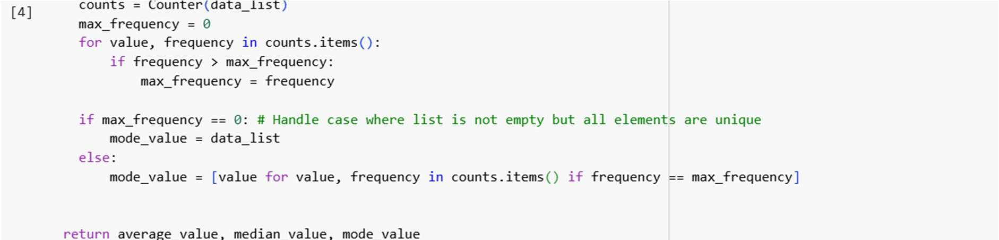 [4]
counts = Counter(data_list)
max_frequency = 0
for value, frequency in counts.items():
if frequency > max_frequency:
max_frequency = frequency
if max_frequency == 0: # Handle case where list is not empty but all elements are unique
mode_value = data_list
else:
mode_value = [value for value, frequency in counts.items() if frequency == max_frequency]
return average_value, median_value, mode_value